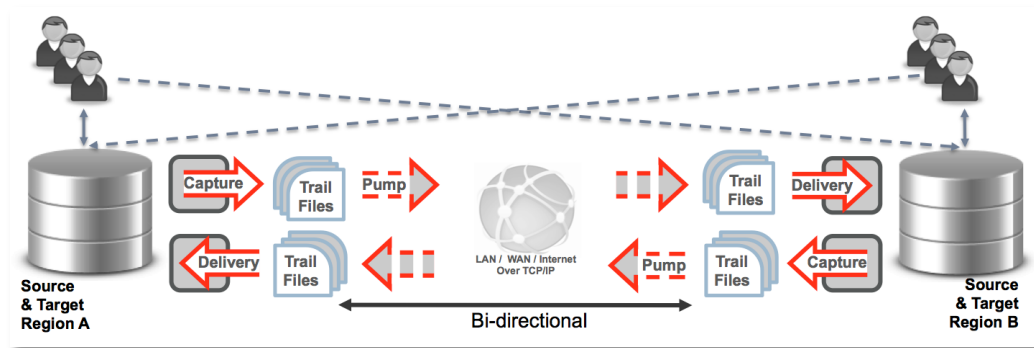 Capture
Trail
Files
Pump
Trail
Files
Delivery
LAN / WAN / Internet
Over TCP/IP
Delivery
Trail
Files
Pump
Trail
Files
Capture
Source
& Target
Region A
Bi-directional
Source
& Target
Region B